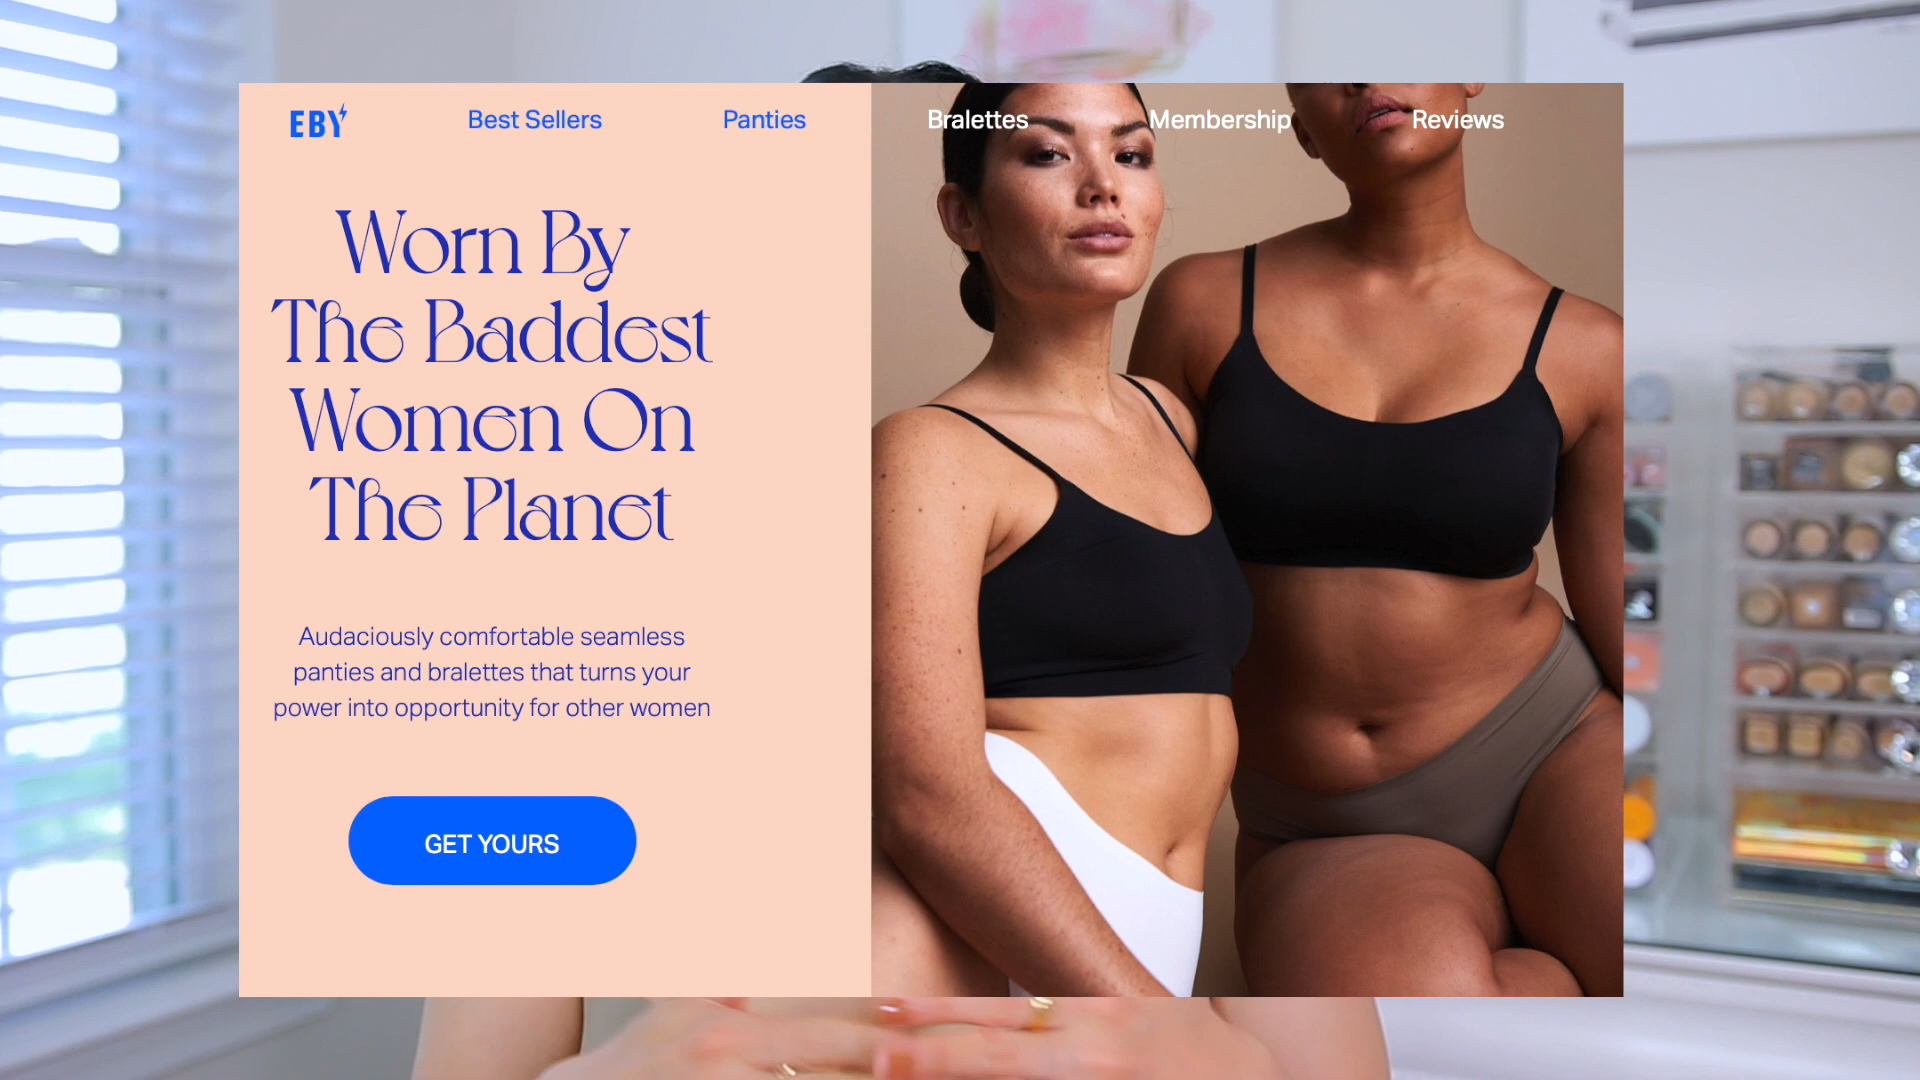 EBY
Best Sellers
Panties
Bralettes
Membership
Reviews
Worn By
The Baddest
Women On
The Planet
Audaciously comfortable seamless
panties and bralettes that turns your
power into opportunity for other women
GET YOURS